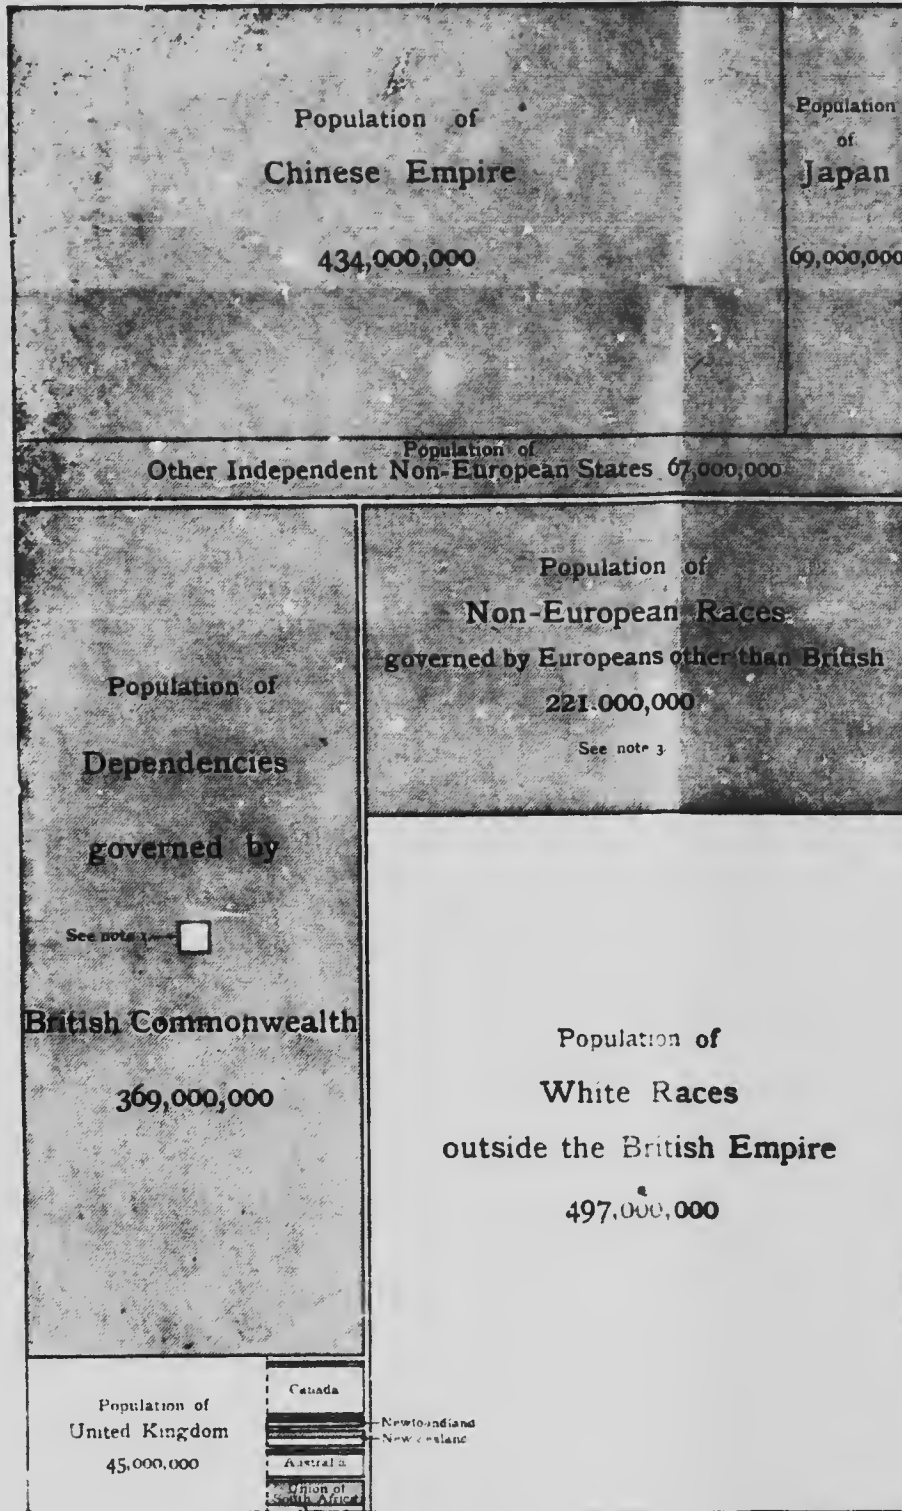 Population of
Chinese Empire
434,000,000
Population
of
Japan
69,000,000
Population of
Other Independent Non-European States 67,000,000
Population of
Non-European Races
governed by Europeans other than British
221.000,000
See note 3
Population of
Dependencies
governed by
See note 1
British Commonwealth
369,000,000
Population of
White Races
outside the British Empire
497,000,000
Population of
United Kingdom
45,000,000
Canada
Newfoundland
New Zealand
Australia
Union of
South Africa